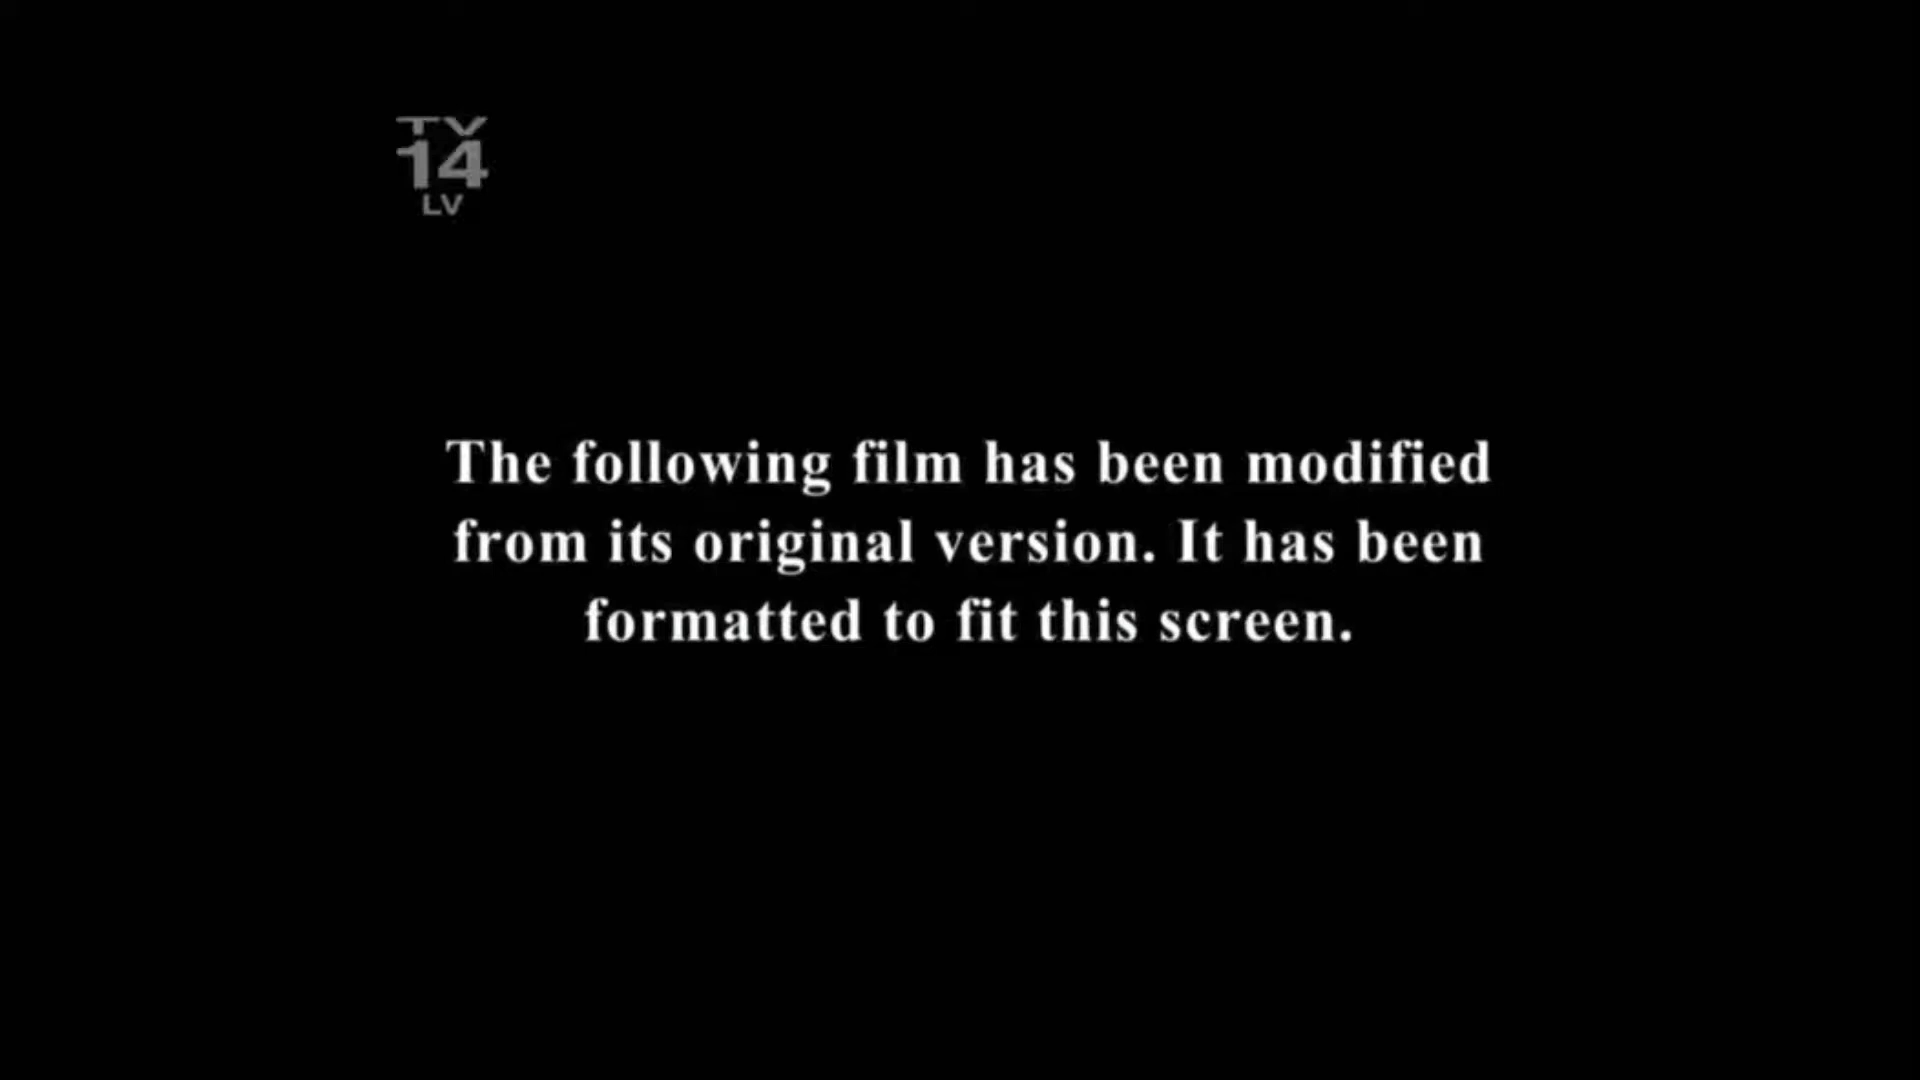 TV
14
LV
The following film has been modified
from its original version. It has been
formatted to fit this screen.